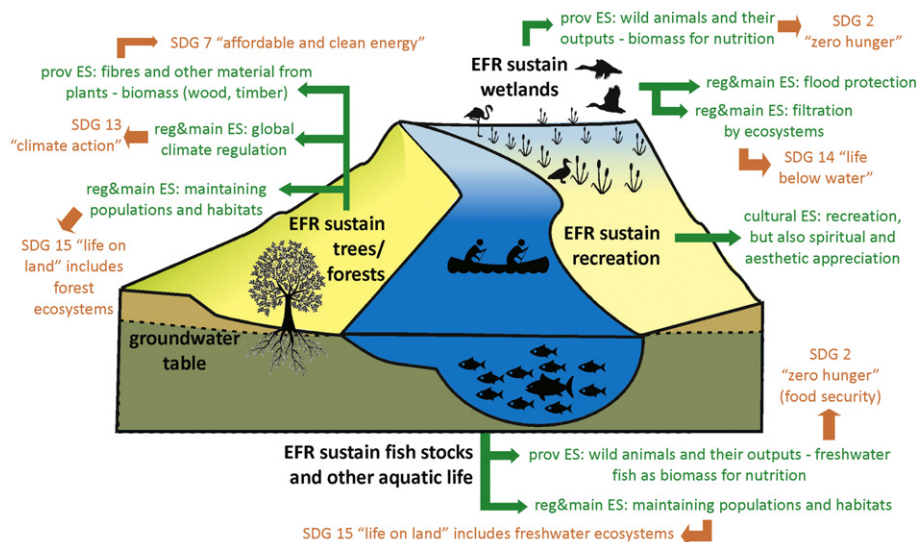 SDG 7 “affordable and clean energy”
prov ES: fibres and other material from
plants - biomass (wood, timber)
SDG 13
“climate action”
reg&main ES: global
climate regulation
reg&main ES: maintaining
populations and habitats
SDG 15 “life on
land” includes
forest
ecosystems
EFR sustain
trees/
forests
groundwater
table
EFR sustain
wetlands
prov ES: wild animals and their
outputs - biomass for nutrition
SDG 2
“zero hunger”
reg&main ES: flood protection
reg&main ES: filtration
by ecosystems
SDG 14 “life
below water”
EFR sustain
recreation
cultural ES: recreation,
but also spiritual and
aesthetic appreciation
SDG 2
“zero hunger”
(food security)
EFR sustain fish stocks
and other aquatic life
prov ES: wild animals and their outputs - freshwater
fish as biomass for nutrition
reg&main ES: maintaining populations and habitats
SDG 15 “life on land” includes freshwater ecosystems